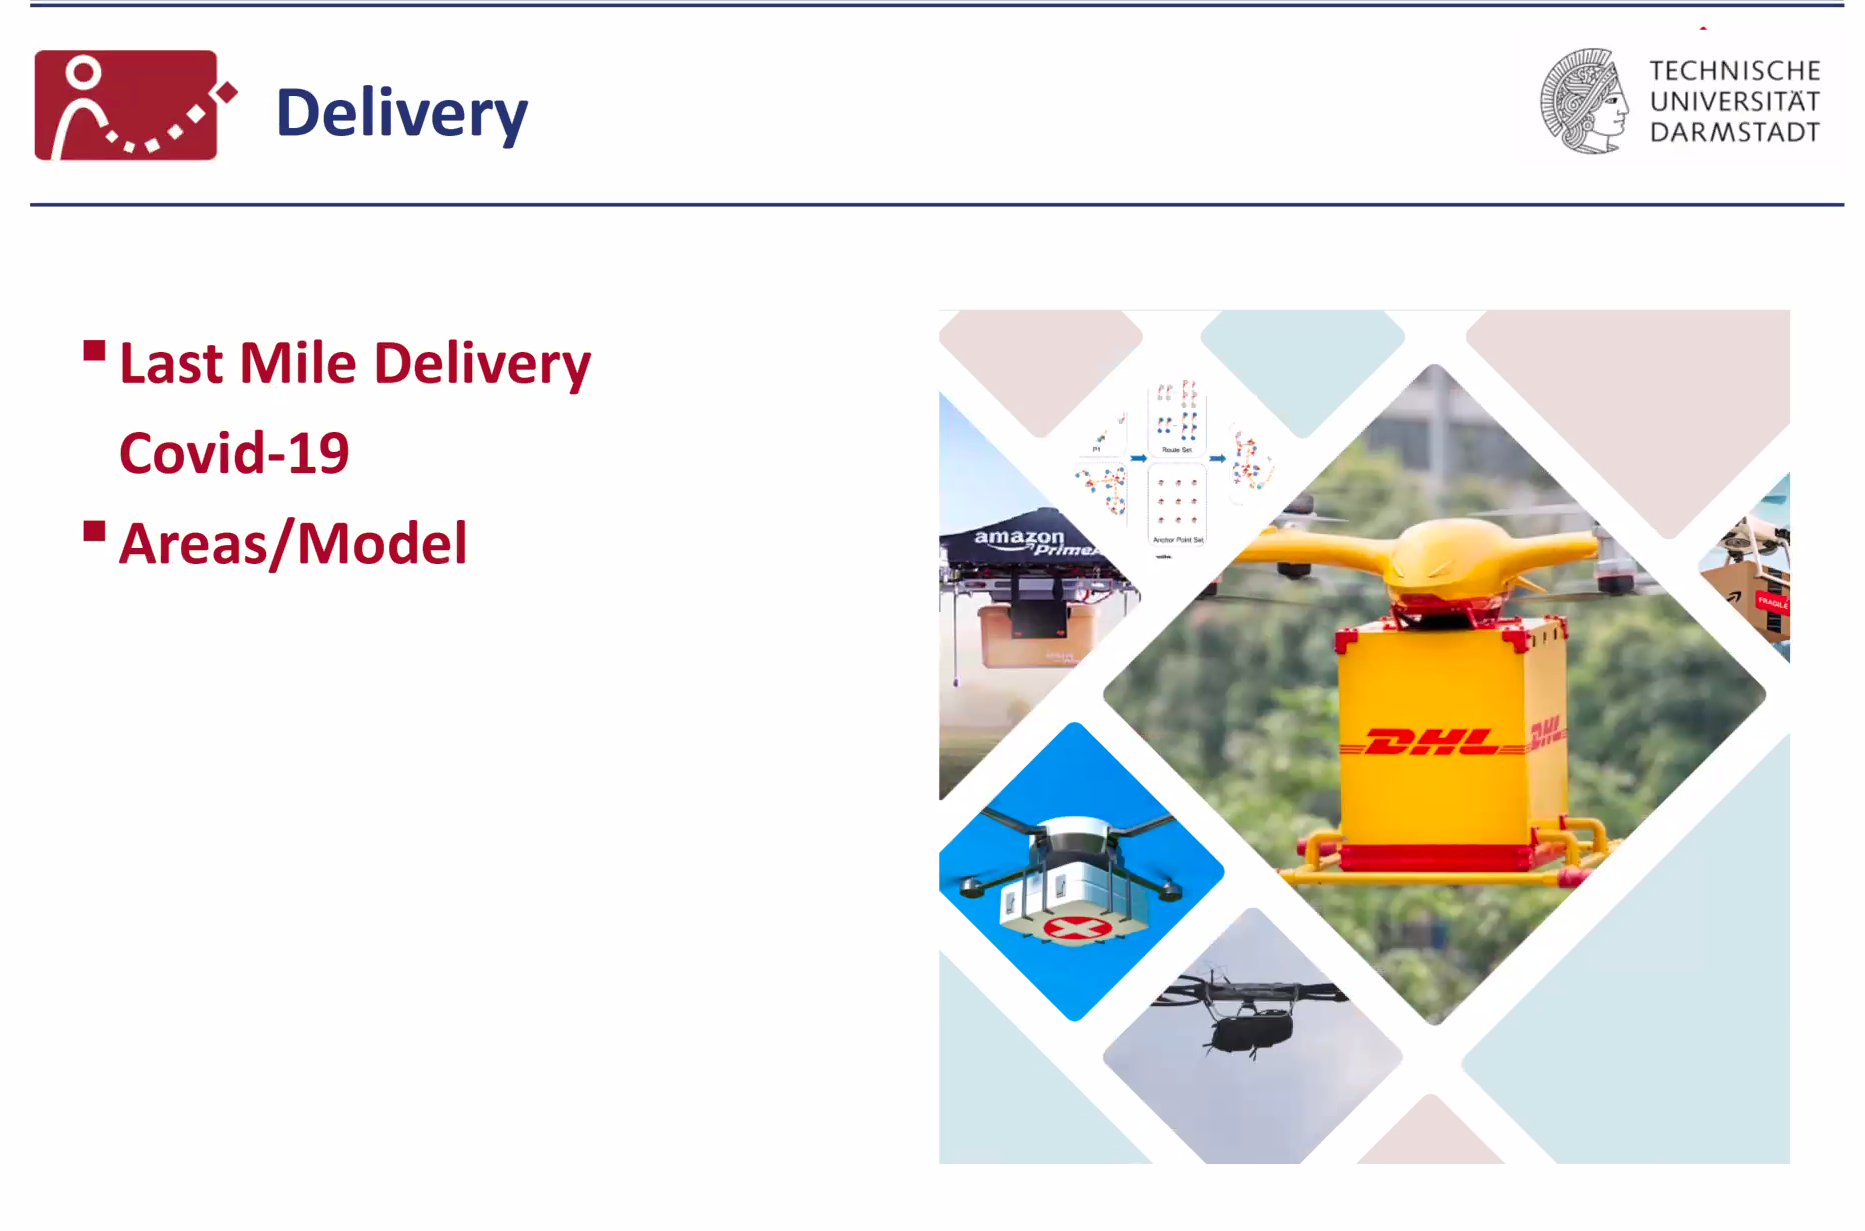 Delivery
TECHNISCHE
UNIVERSITÄT
DARMSTADT
Last Mile Delivery
Covid-19
Areas/Model
P1
Route Set
Anchor Point Set
amazon
PrimeA
FRAGILE
DHL
DHL